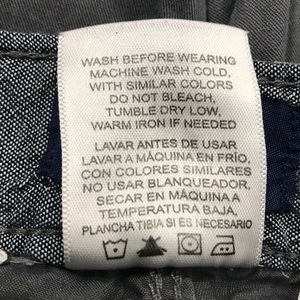 WASH BEFORE WEARING
MACHINE WASH COLD,
WITH SIMILAR COLORS
DO NOT BLEACH,
TUMBLE DRY LOW,
WARM IRON IF NEEDED
LAVAR ANTES DE USAR
LAVAR A MÁQUINA EN FRÍO,
CON COLORES SIMILARES
NO USAR BLANQUEADOR,
SECAR EN MÁQUINA A
TEMPERATURA BAJA,
PLANCHA TIBIA SI ES NECESARIO